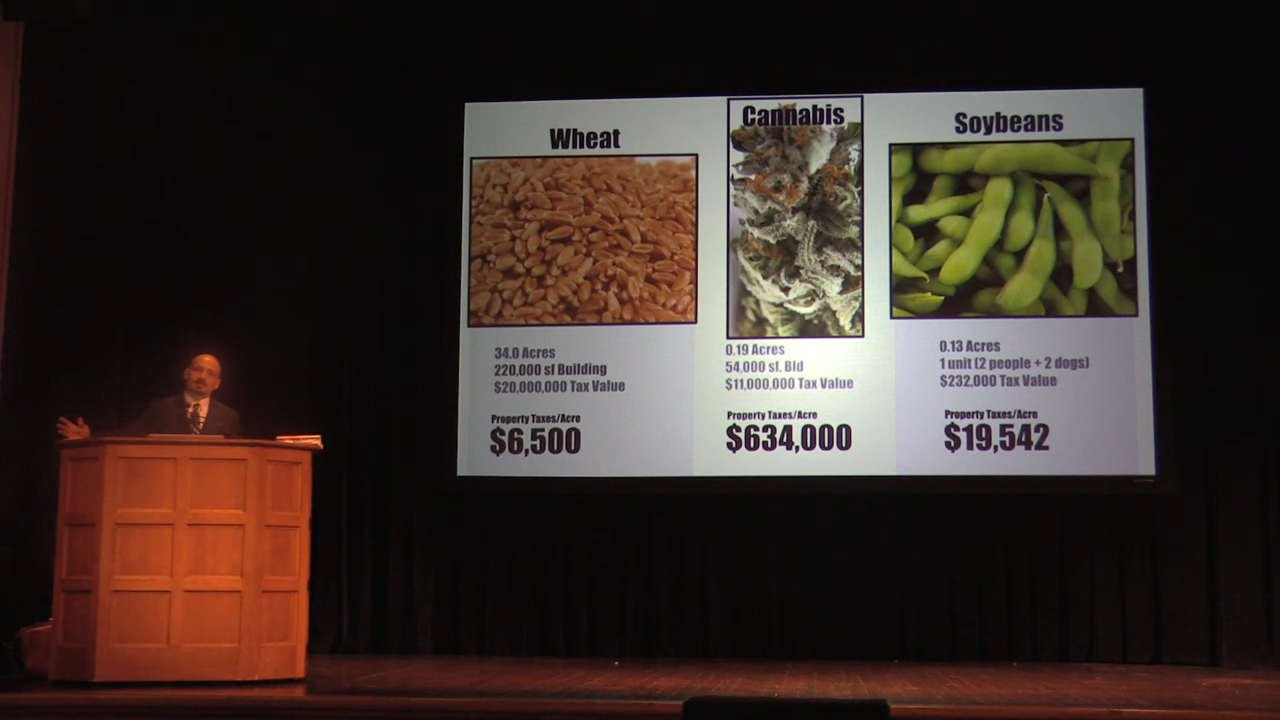 Wheat
34.0 Acres
220,000 sf Building
$20,000,000 Tax Value
Property Taxes/Acre
$6,500
Cannabis
0.19 Acres
54,000 sf. Bld
$11,000,000 Tax Value
Property Taxes/Acre
$634,000
Soybeans
0.13 Acres
1 unit (2 people + 2 dogs)
$232,000 Tax Value
Property Taxes/Acre
$19,542